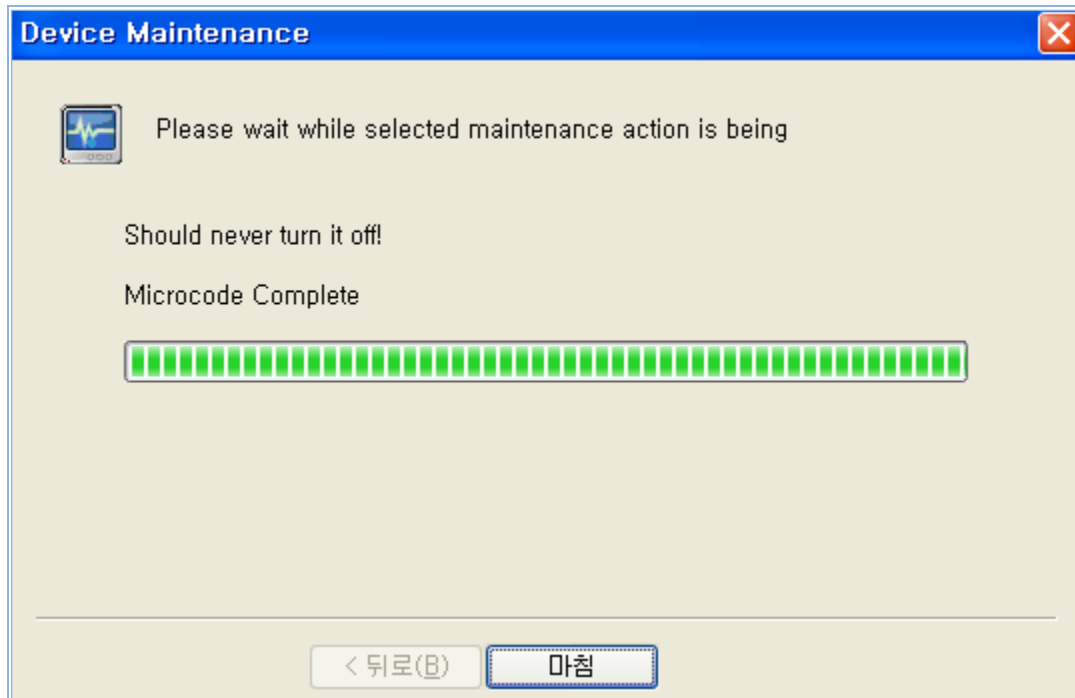 Device Maintenance
Please wait while selected maintenance action is being
Should never turn it off!
Microcode Complete
< 뒤로(B)
마침